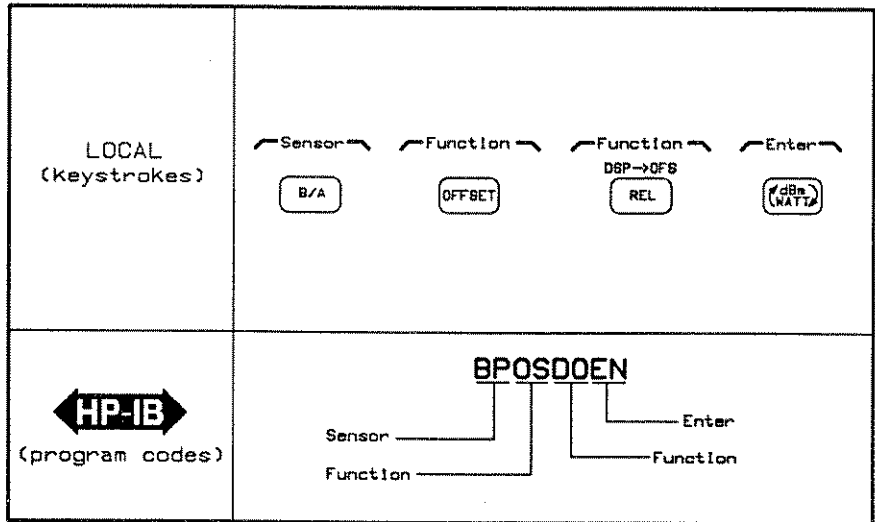 LOCAL
(keystrokes)
Sensor Function Function Enter
DSP→OFS
B/A OFFSET REL dBm
WATT
HP-IB
(program codes)
BPOSDOEN
Sensor
Enter
Function
Function